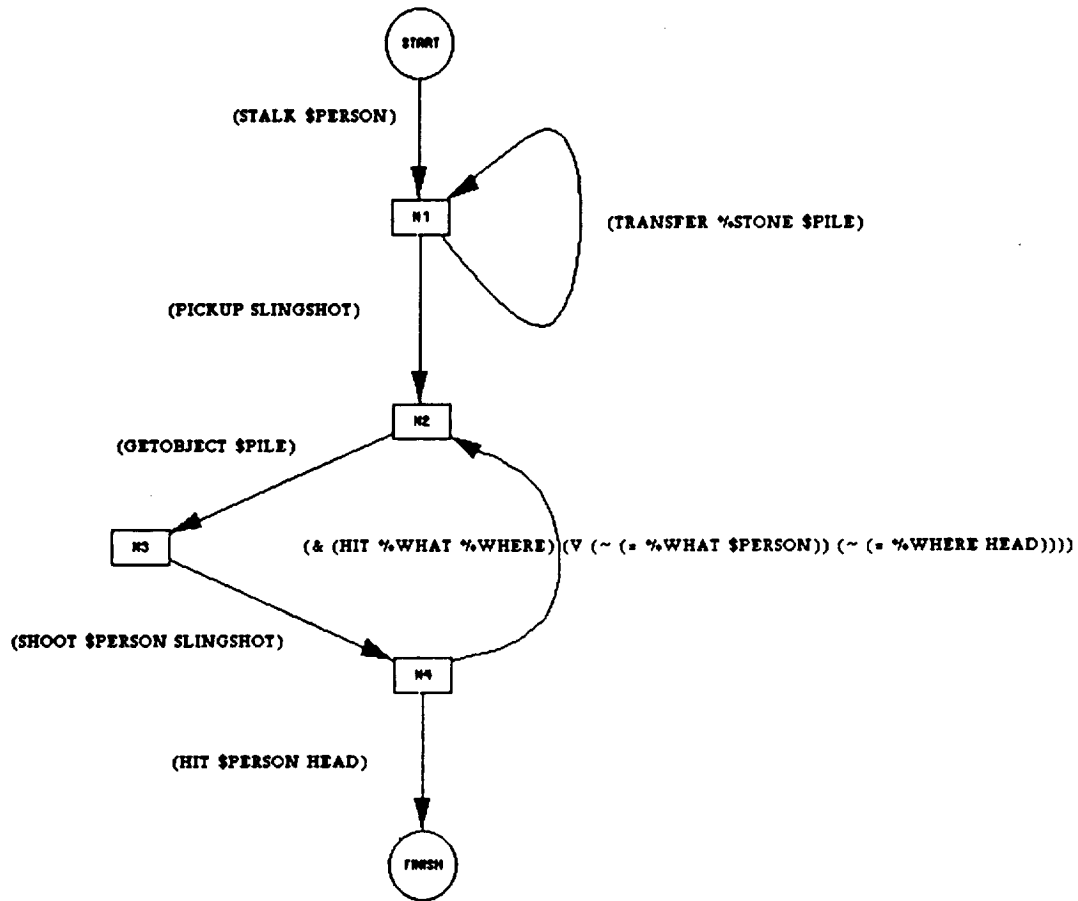 START
(STALK $PERSON)
N1
(TRANSFER %STONE $PILE)
(PICKUP SLINGSHOT)
N2
(GETOBJECT $PILE)
N3
(& (HIT %WHAT %WHERE) (V (~ (= %WHAT $PERSON)) (~ (= %WHERE HEAD))))
(SHOOT $PERSON SLINGSHOT)
N4
(HIT $PERSON HEAD)
FINISH